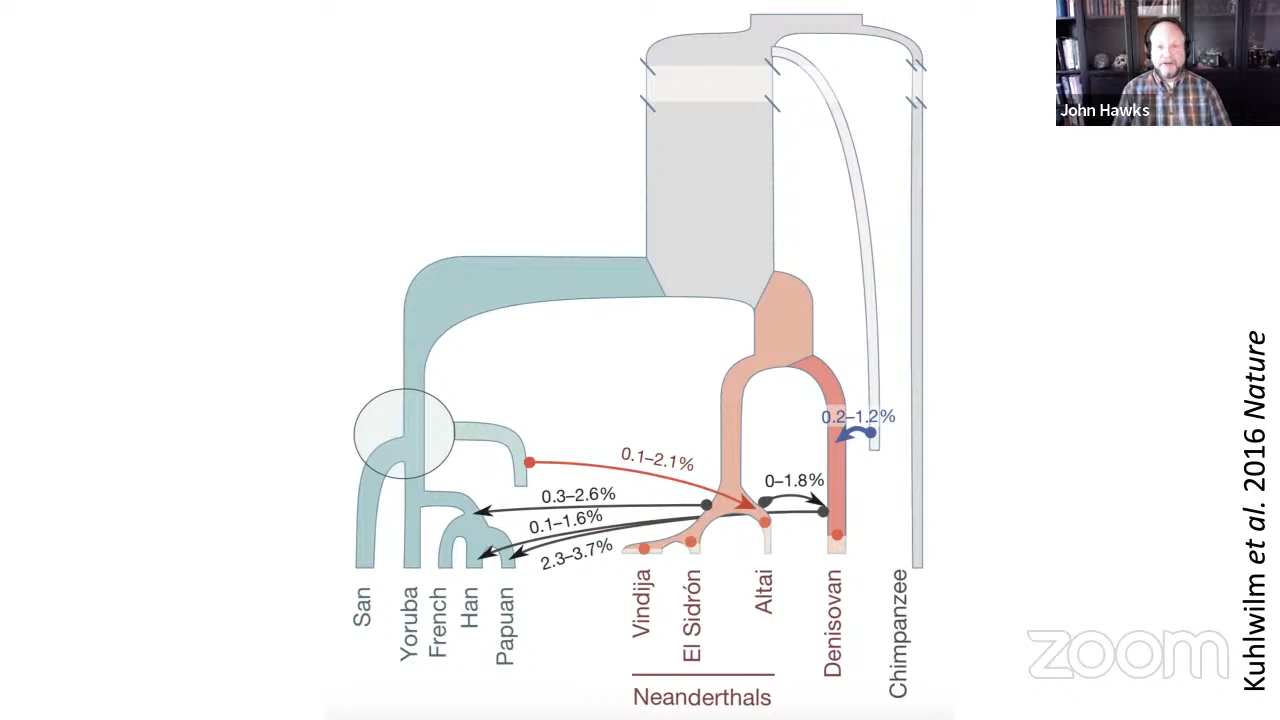 John Hawks
0.2–1.2%
0.1–2.1%
0–1.8%
0.3–2.6%
0.1–1.6%
2.3–3.7%
San
Yoruba
French
Han
Papuan
Vindija
El Sidrón
Altai
Denisovan
Chimpanzee
Neanderthals
Kuhlwilm et al. 2016 Nature
zoom